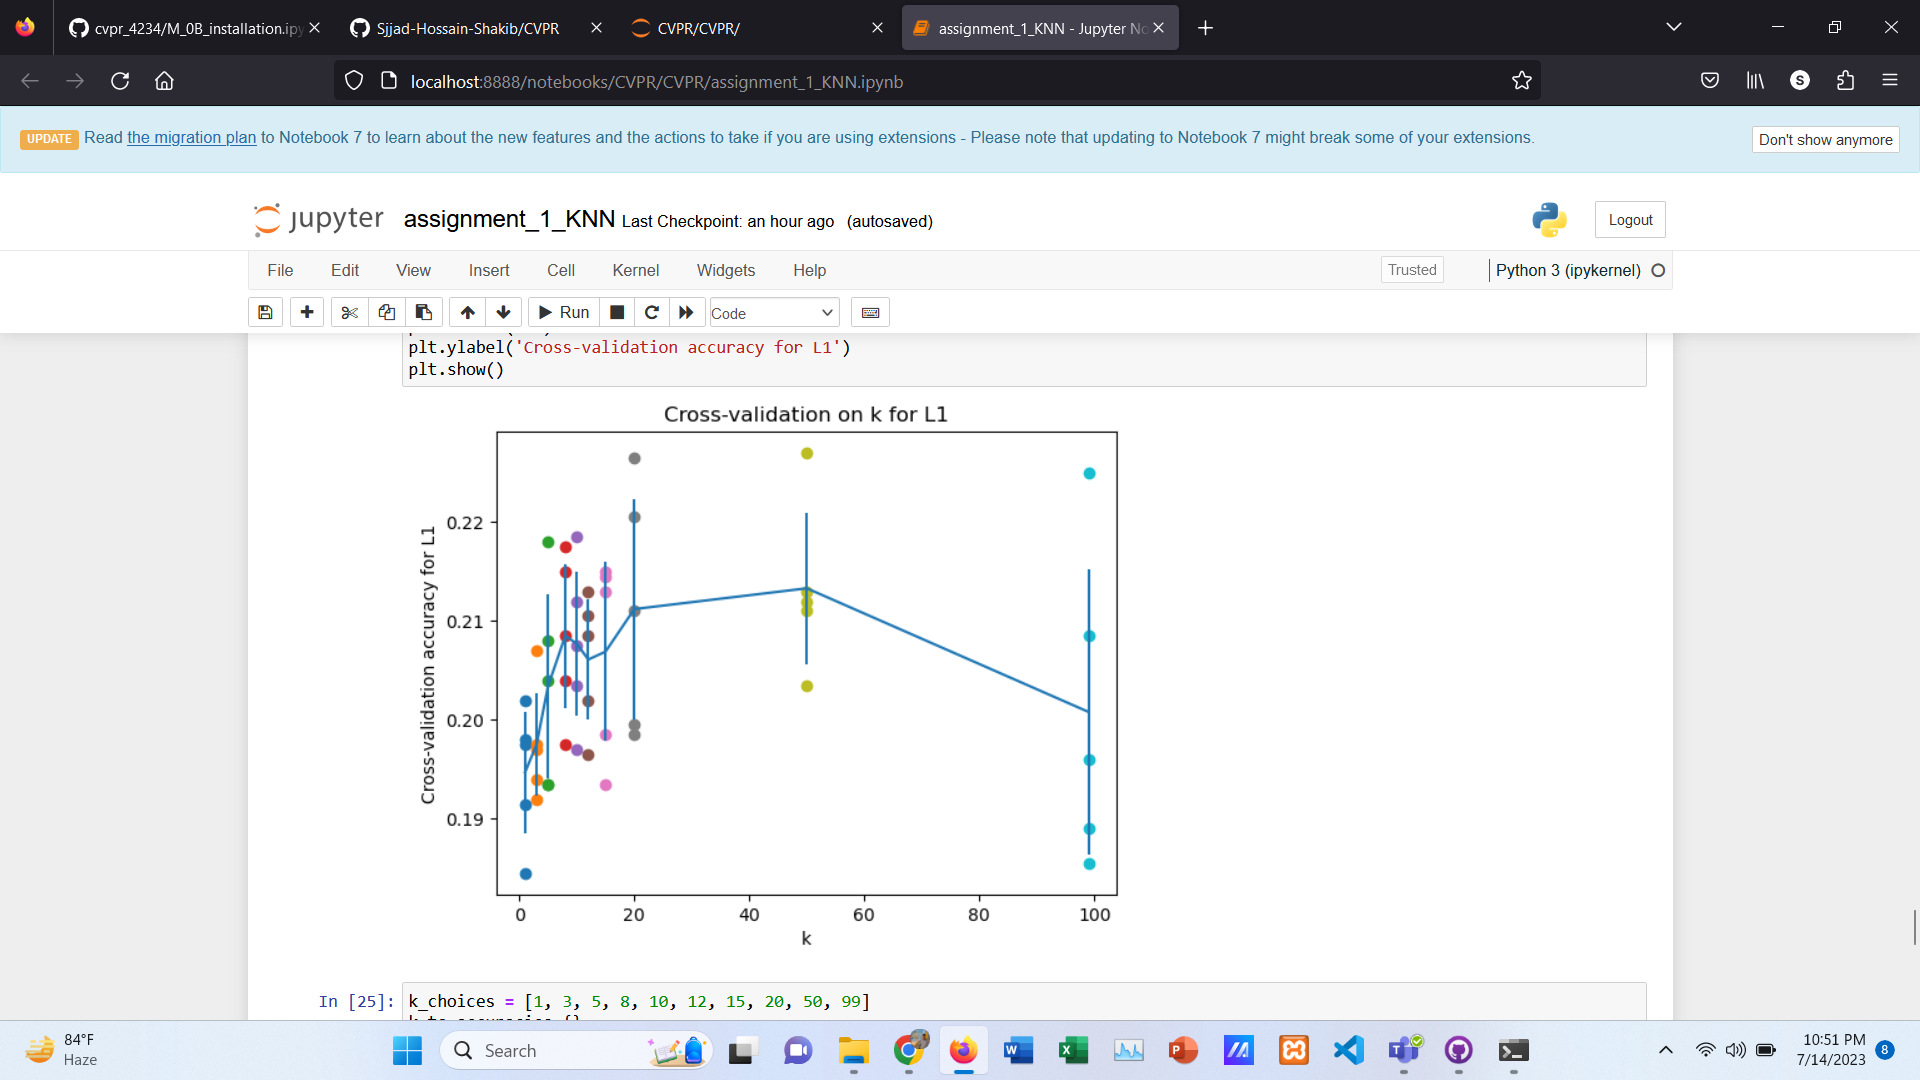 cvpr_4234/M_0B_installation.ipy
Sjjad-Hossain-Shakib/CVPR
CVPR/CVPR/
assignment_1_KNN - Jupyter No
localhost:8888/notebooks/CVPR/CVPR/assignment_1_KNN.ipynb
S
UPDATE Read the migration plan to Notebook 7 to learn about the new features and the actions to take if you are using extensions - Please note that updating to Notebook 7 might break some of your extensions.
Don't show anymore
jupyter assignment_1_KNN Last Checkpoint: an hour ago (autosaved)
Logout
File Edit View Insert Cell Kernel Widgets Help
Trusted
Python 3 (ipykernel)
Run
Code
plt.ylabel('Cross-validation accuracy for L1')
plt.show()
Cross-validation on k for L1
Cross-validation accuracy for L1
0.22
0.21
0.20
0.19
0 20 40 60 80 100
k
In [25]: k_choices = [1, 3, 5, 8, 10, 12, 15, 20, 50, 99]
84°F
Haze
Search
10:51 PM
7/14/2023
8